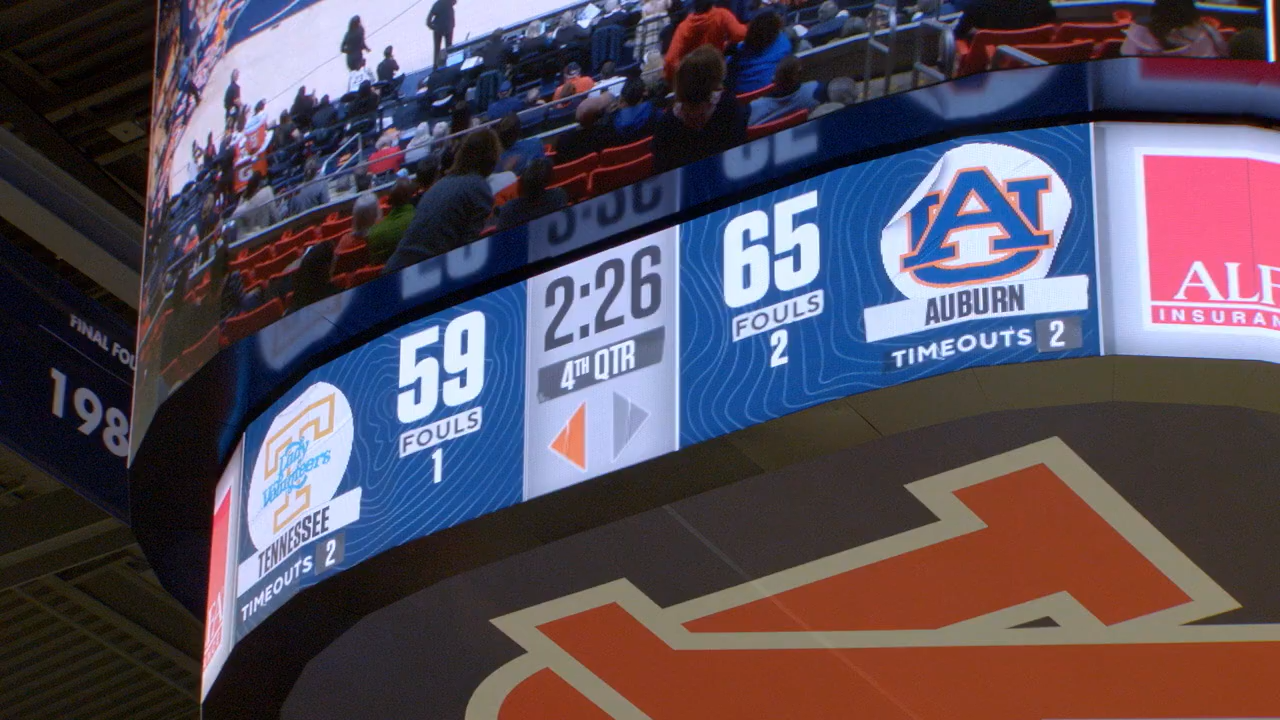 FINAL FOU
198
59
FOULS
1
Lady
Volunteers
TENNESSEE
TIMEOUTS 2
2:26
4TH QTR
65
FOULS
2
AU
AUBURN
TIMEOUTS 2
ALF
INSURAN